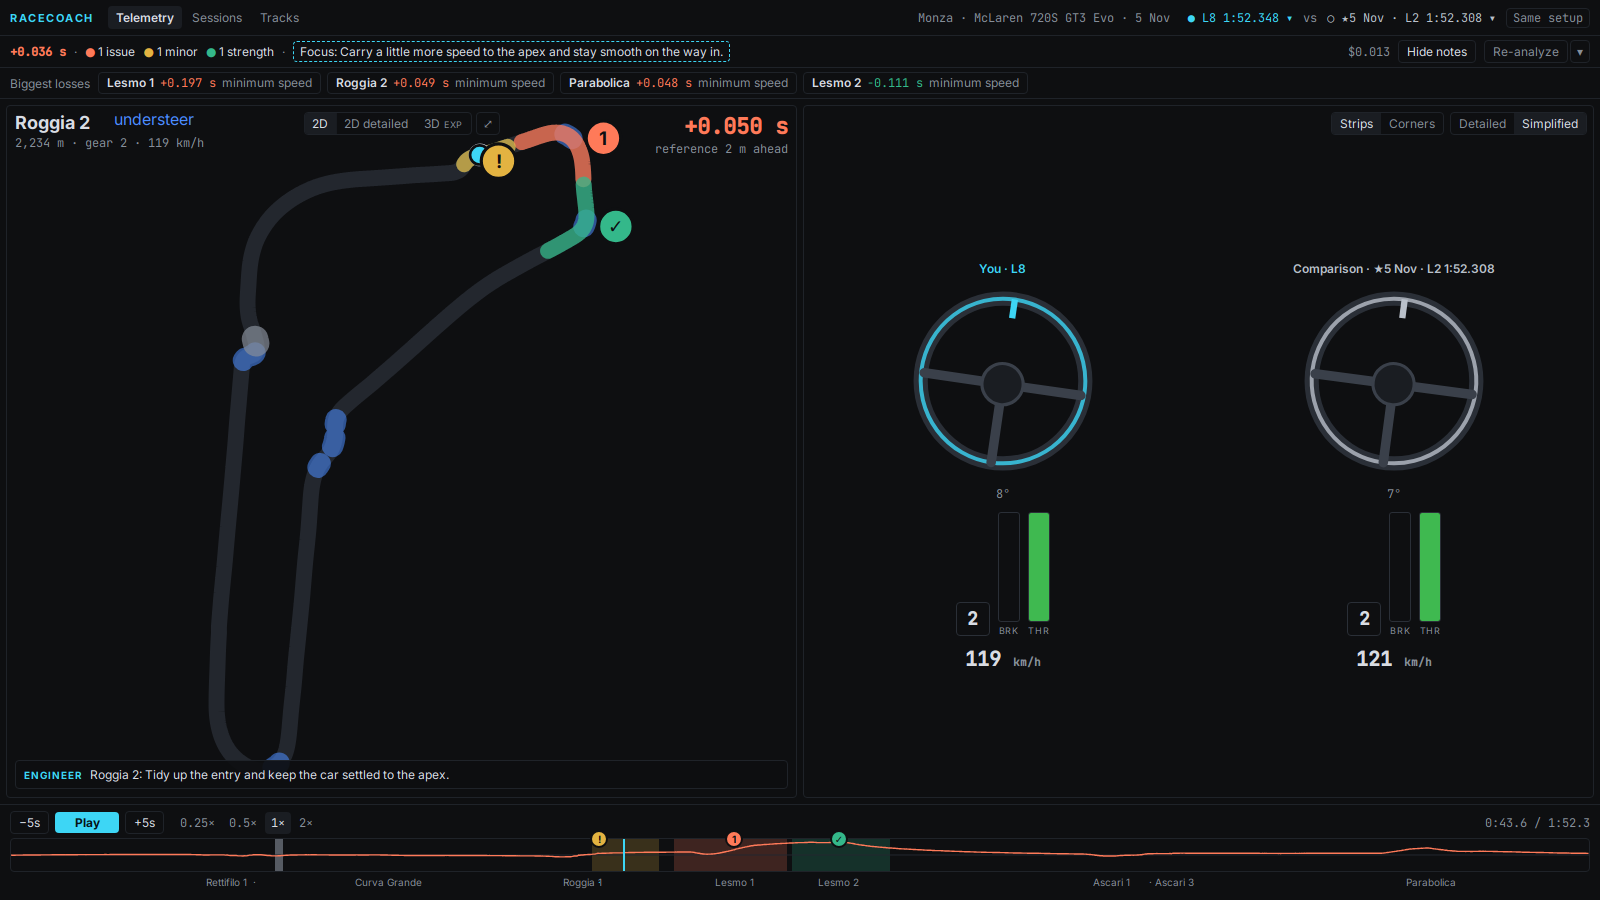 RACECOACH Telemetry Sessions Tracks Monza · McLaren 720S GT3 Evo · 5 Nov ● L8 1:52.348 ▾ vs ○ ★5 Nov · L2 1:52.308 ▾ Same setup
+0.036 s · 1 issue 1 minor 1 strength · Focus: Carry a little more speed to the apex and stay smooth on the way in. $0.013 Hide notes Re-analyze ▾
Biggest losses Lesmo 1 +0.197 s minimum speed Roggia 2 +0.049 s minimum speed Parabolica +0.048 s minimum speed Lesmo 2 -0.111 s minimum speed
Roggia 2 understeer 2D 2D detailed 3D EXP ⤢ +0.050 s
2,234 m · gear 2 · 119 km/h reference 2 m ahead
1
!
✓
ENGINEER Roggia 2: Tidy up the entry and keep the car settled to the apex.
Strips Corners Detailed Simplified
You · L8 Comparison · ★5 Nov · L2 1:52.308
8° 7°
2 BRK THR 2 BRK THR
119 km/h 121 km/h
−5s Play +5s 0.25× 0.5× 1× 2× 0:43.6 / 1:52.3
! 1 ✓
Rettifilo 1 · Curva Grande Roggia Lesmo 1 Lesmo 2 Ascari 1 · Ascari 3 Parabolica